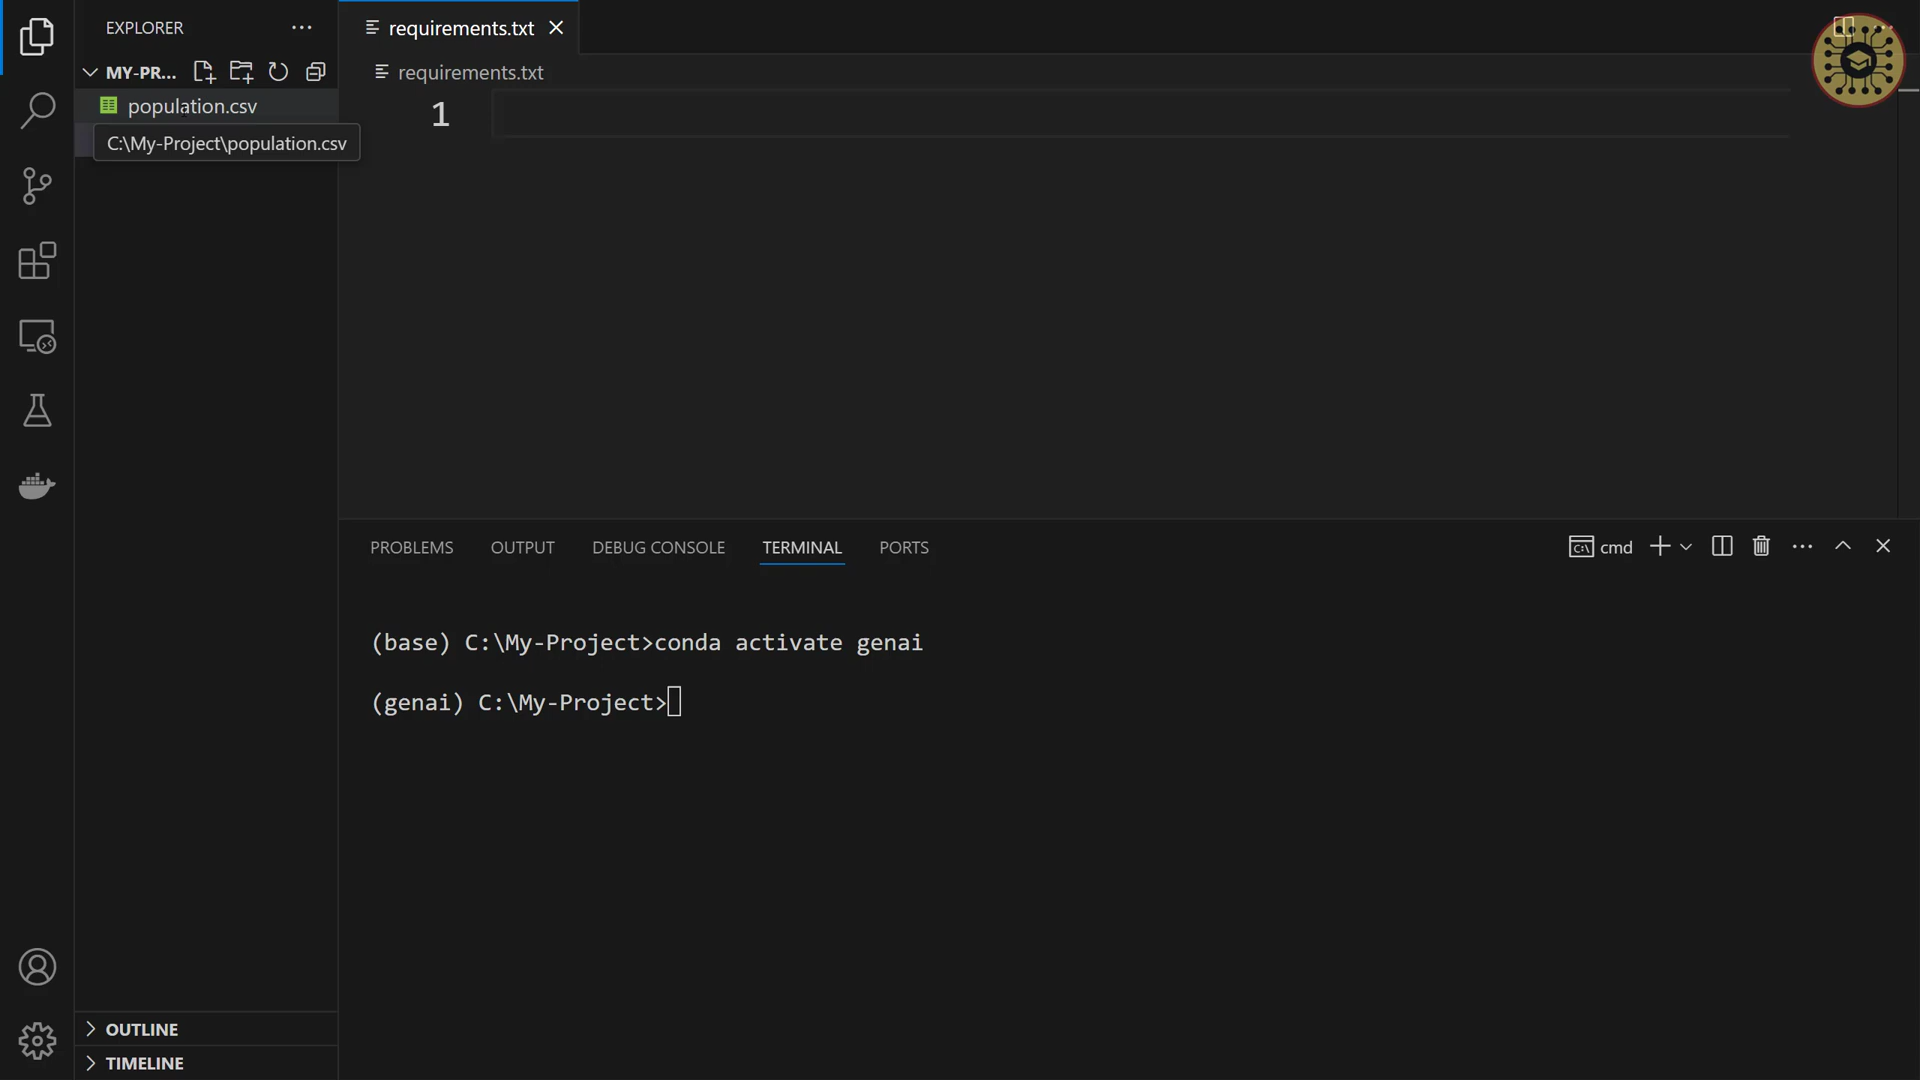 EXPLORER
requirements.txt
MY-PR...
requirements.txt
population.csv
C:\My-Project\population.csv
1
PROBLEMS OUTPUT DEBUG CONSOLE TERMINAL PORTS
cmd
(base) C:\My-Project>conda activate genai
(genai) C:\My-Project>
OUTLINE
TIMELINE